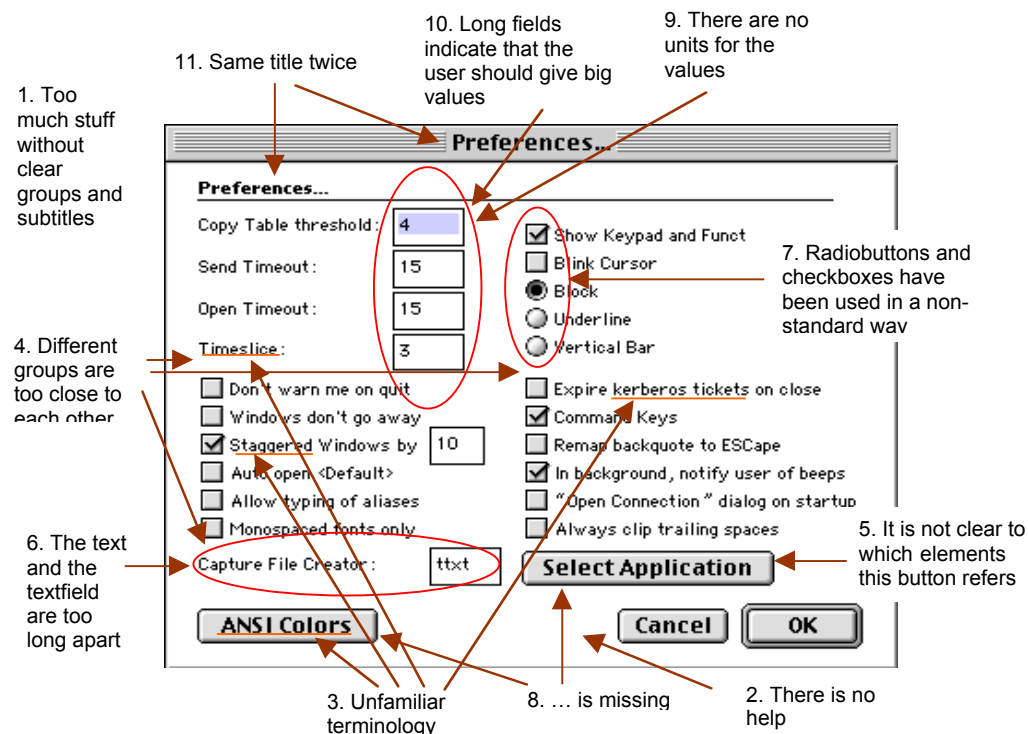 10. Long fields
indicate that the
user should give big
values
9. There are no
units for the
values
11. Same title twice
1. Too
much stuff
without
clear
groups and
subtitles
Preferences...
Preferences...
Copy Table threshold:
4
Send Timeout:
15
Open Timeout:
15
Timeslice:
3
Show Keypad and Funct
Blink Cursor
Block
Underline
Vertical Bar
7. Radiobuttons and
checkboxes have
been used in a non-
standard way
4. Different
groups are
too close to
each other
Don't warn me on quit
Windows don't go away
Staggered Windows by
10
Auto open <Default>
Allow typing of aliases
Monospaced fonts only
Expire kerberos tickets on close
Command Keys
Remap backquote to ESCape
In background, notify user of beeps
"Open Connection" dialog on startup
Always clip trailing spaces
6. The text
and the
textfield
are too
long apart
Capture File Creator:
ttxt
Select Application
5. It is not clear to
which elements
this button refers
ANSI Colors
Cancel
OK
3. Unfamiliar
terminology
8. … is missing
2. There is no
help